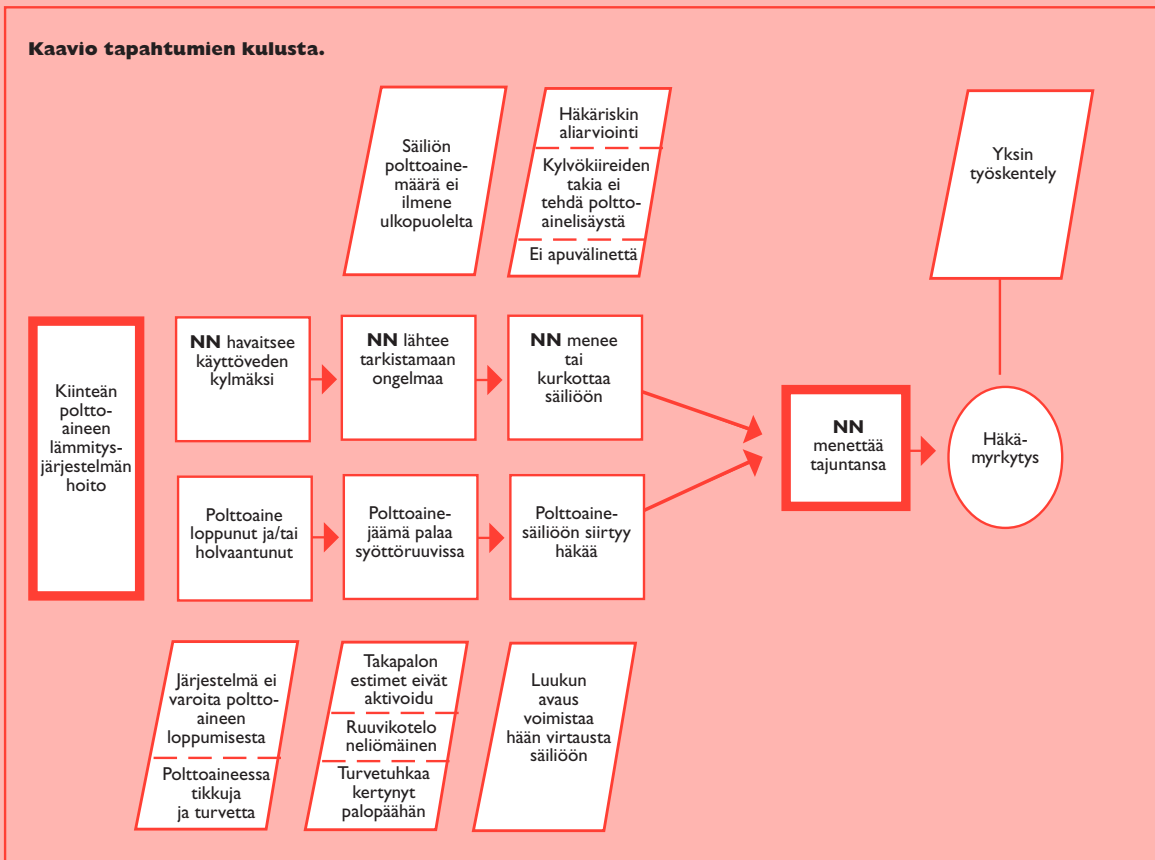 Kaavio tapahtumien kulusta.
Säiliön
polttoaine-
määrä ei
ilmene
ulkopuolelta
Häkäriskin
aliarviointi
Kylvökiireiden
takia ei
tehdä poltto-
ainelisäystä
Ei apuvälinettä
Yksin
työskentely
Kiinteän
poltto-
aineen
lämmitys-
järjestelmän
hoito
NN havaitsee
käyttöveden
kylmäksi
NN lähtee
tarkistamaan
ongelmaa
NN menee
tai
kurkottaa
säiliöön
Polttoaine
loppunut ja/tai
holvaantunut
Polttoaine-
jäämä palaa
syöttöruuvissa
Polttoaine-
säiliöön siirtyy
häkää
NN
menettää
tajuntansa
Häkä-
myrkytys
Järjestelmä ei
varoita poltto-
aineen
loppumisesta
Polttoaineessa
tikkuja
ja turvetta
Takapalon
estimet eivät
aktivoidu
Ruuvikotelo
neliömäinen
Turvetuhkaa
kertynyt
palopäähän
Luukun
avaus
voimistaa
hään virtausta
säiliöön